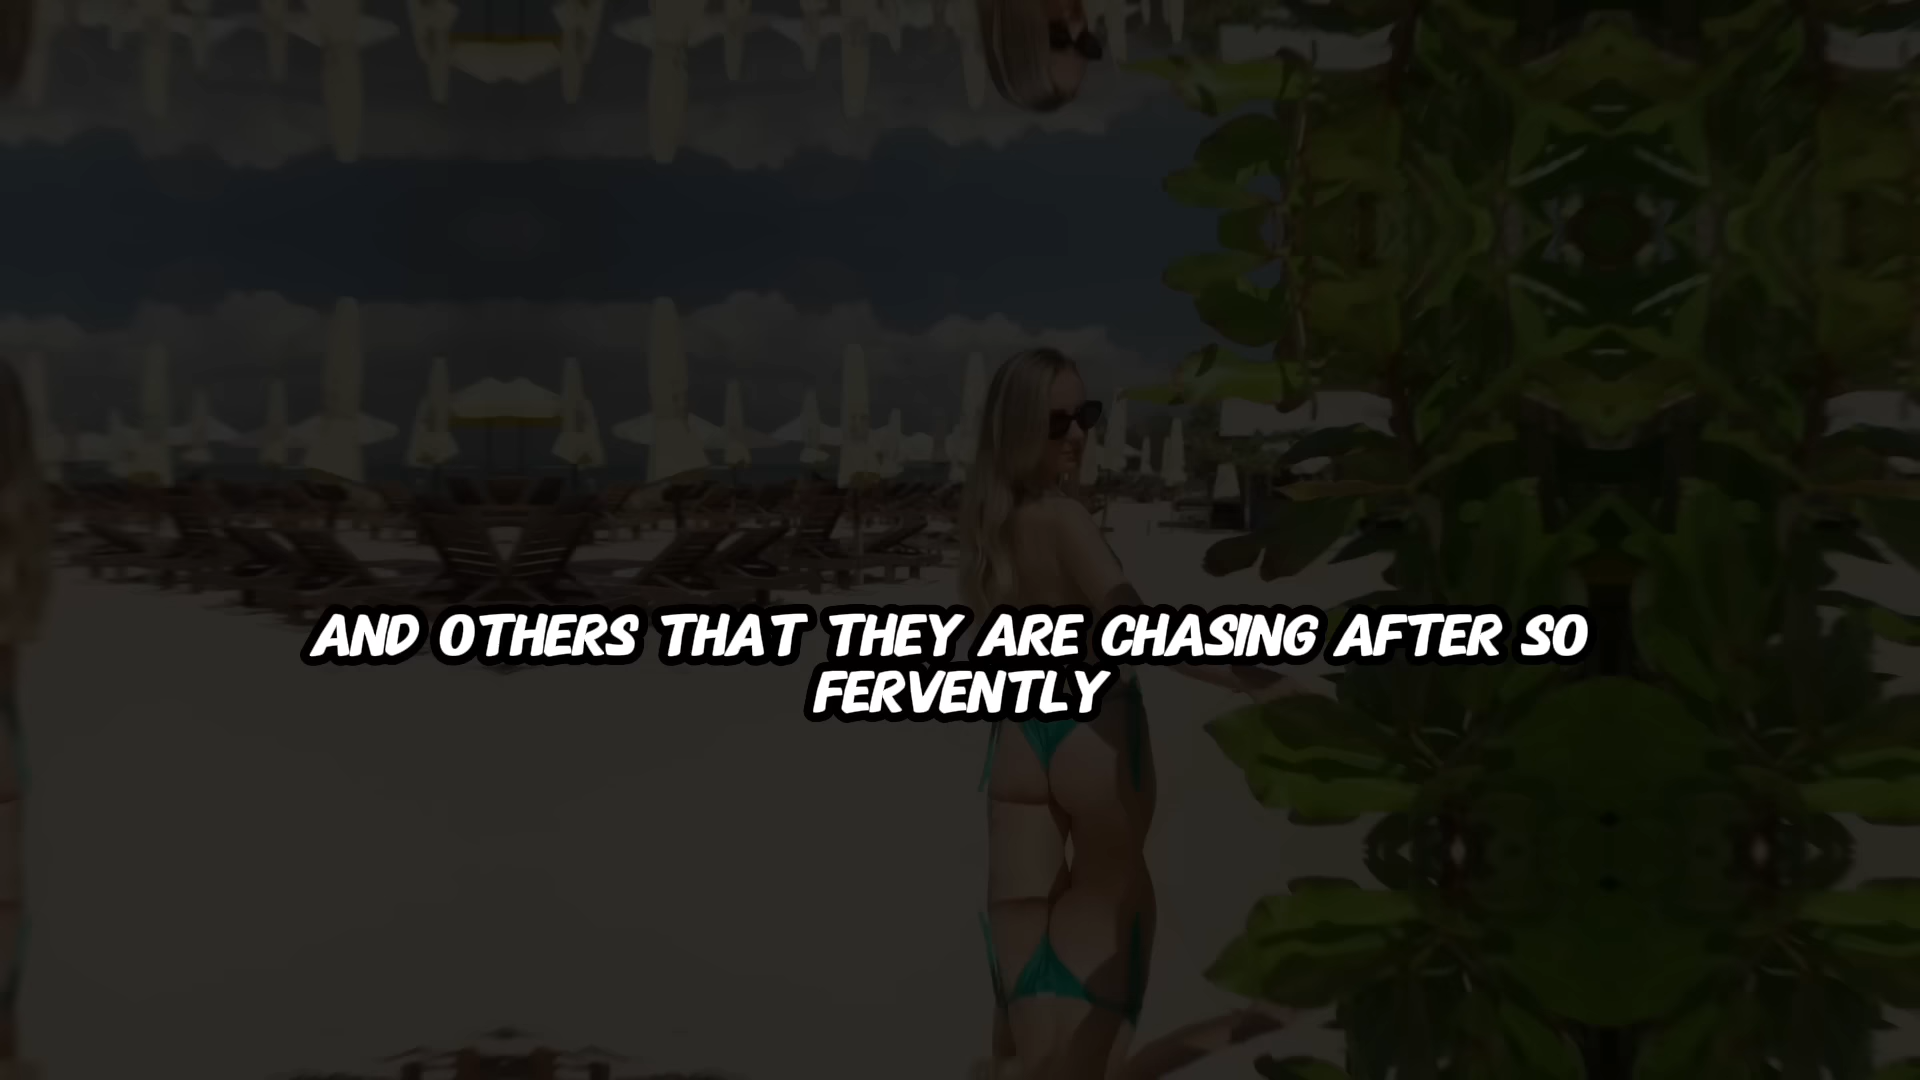 AND OTHERS THAT THEY ARE CHASING AFTER SO
FERVENTLY